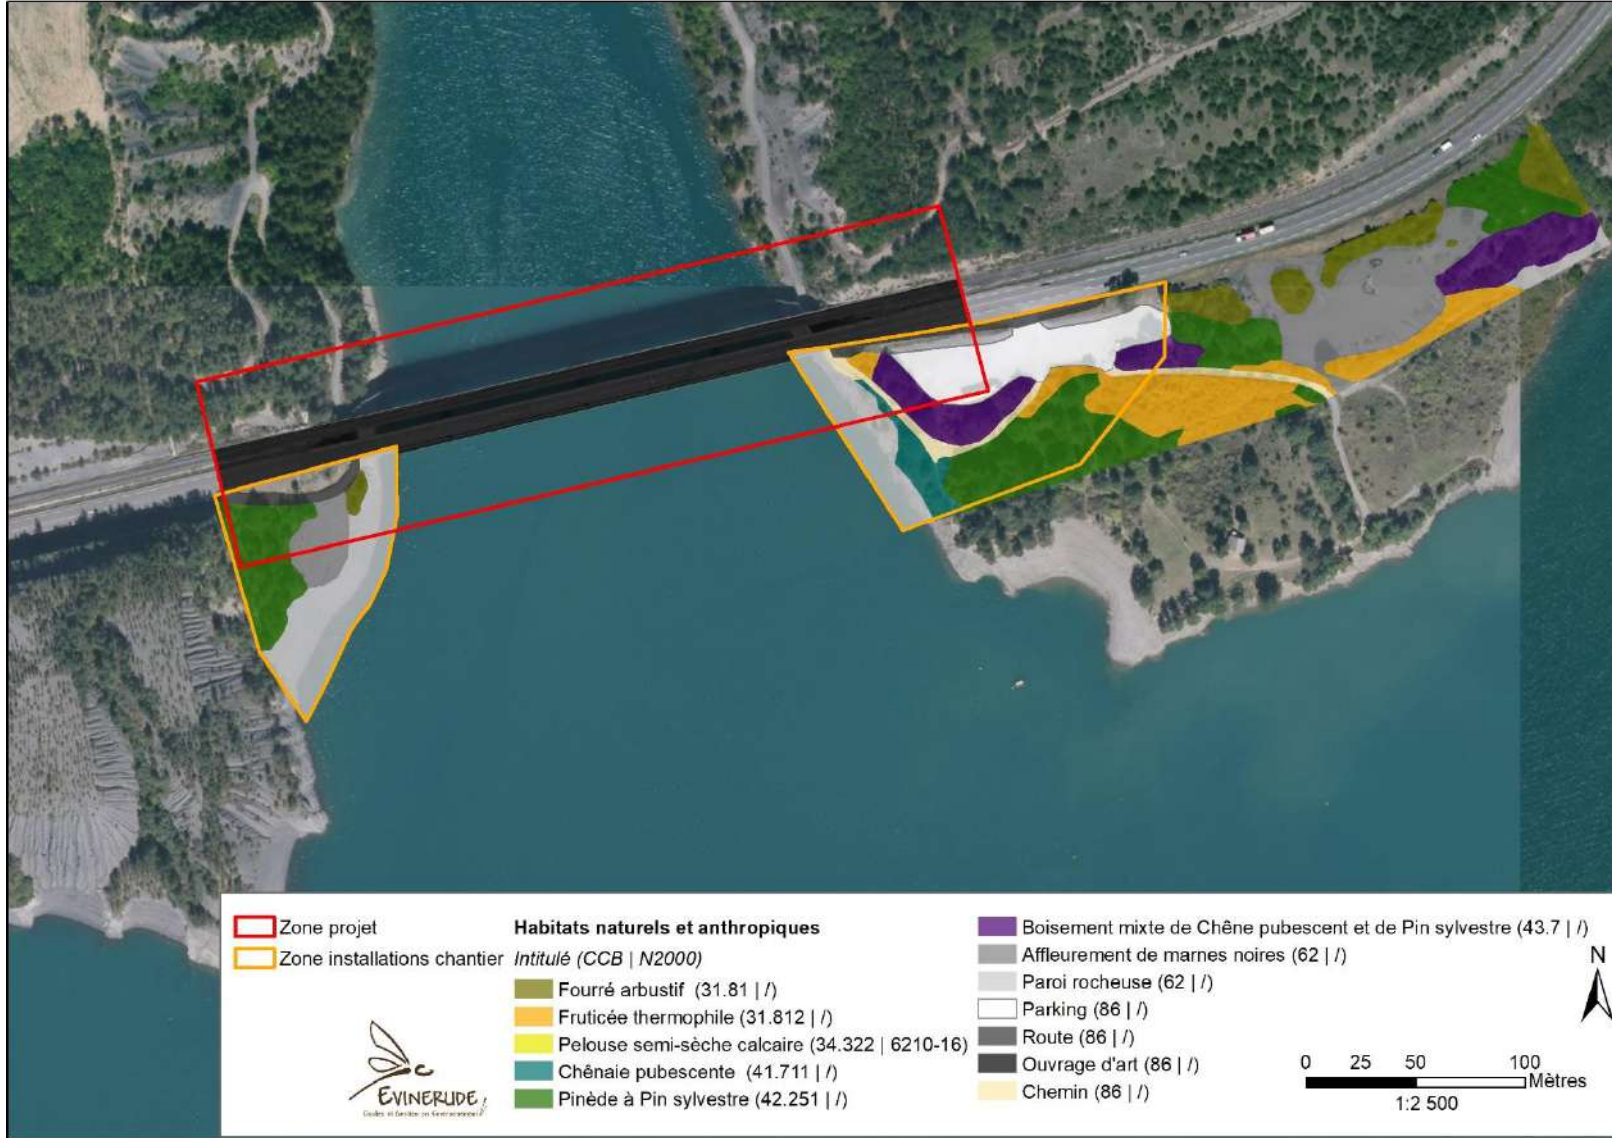 Zone projet
Zone installations chantier
EVINERUDE
Habitats naturels et anthropiques
Intitulé (CCB | N2000)
Fourré arbustif (31.81 | /)
Fruticée thermophile (31.812 | /)
Pelouse semi-sèche calcaire (34.322 | 6210-16)
Chênaie pubescente (41.711 | /)
Pinède à Pin sylvestre (42.251 | /)
Boisement mixte de Chêne pubescent et de Pin sylvestre (43.7 | /)
Affleurement de marnes noires (62 | /)
Paroi rocheuse (62 | /)
Parking (86 | /)
Route (86 | /)
Ouvrage d'art (86 | /)
Chemin (86 | /)
N
0 25 50 100
Mètres
1:2 500